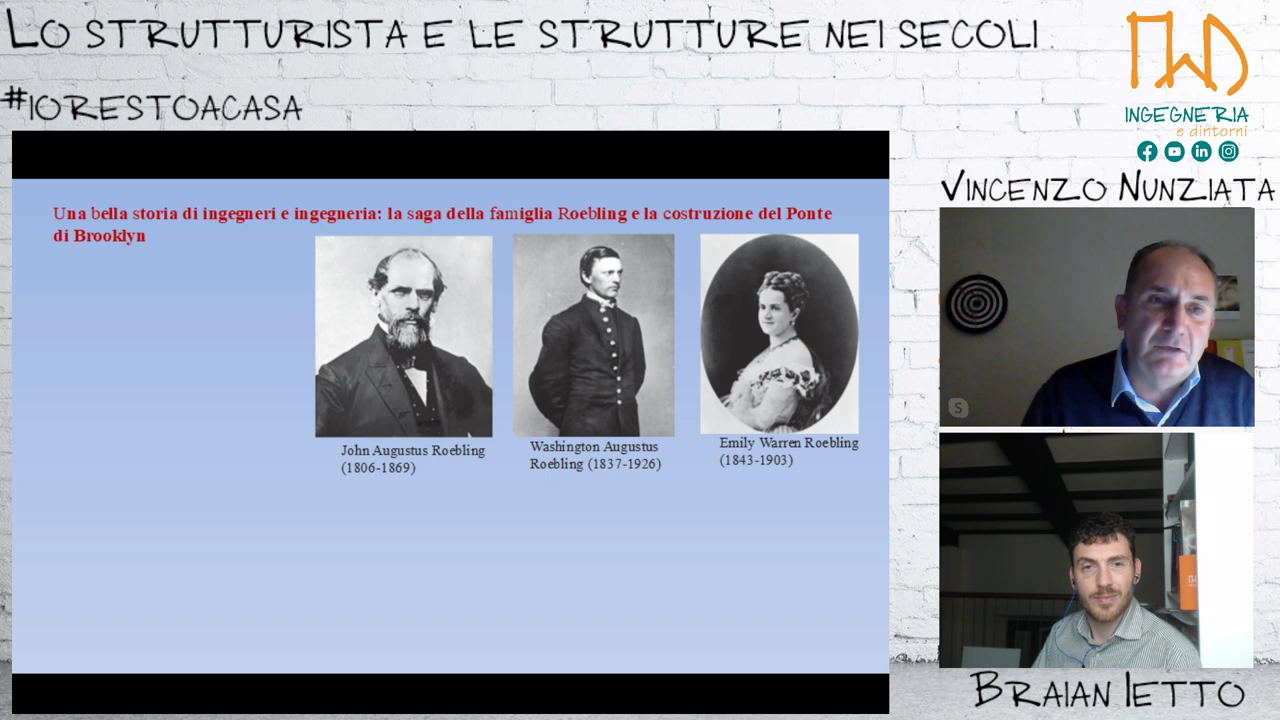 LO STRUTTURISTA E LE STRUTTURE NEI SECOLI
#IORESTOACASA
INGEGNERIA
e dintorni
VINCENZO NUNZIATA
Una bella storia di ingegneri e ingegneria: la saga della famiglia Roebling e la costruzione del Ponte
di Brooklyn
John Augustus Roebling
(1806-1869)
Washington Augustus
Roebling (1837-1926)
Emily Warren Roebling
(1843-1903)
S
BRAIAN IETTO